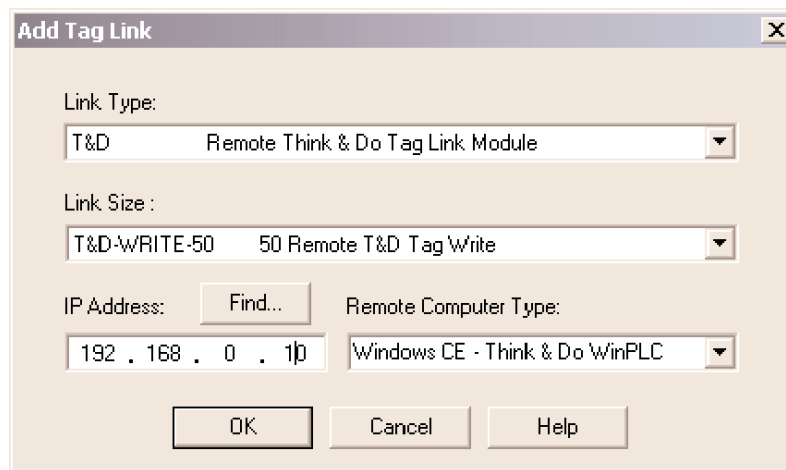 Add Tag Link
Link Type:
T&D Remote Think & Do Tag Link Module
Link Size :
T&D-WRITE-50 50 Remote T&D Tag Write
IP Address: Find... Remote Computer Type:
192 . 168 . 0 . 10 Windows CE - Think & Do WinPLC
OK Cancel Help